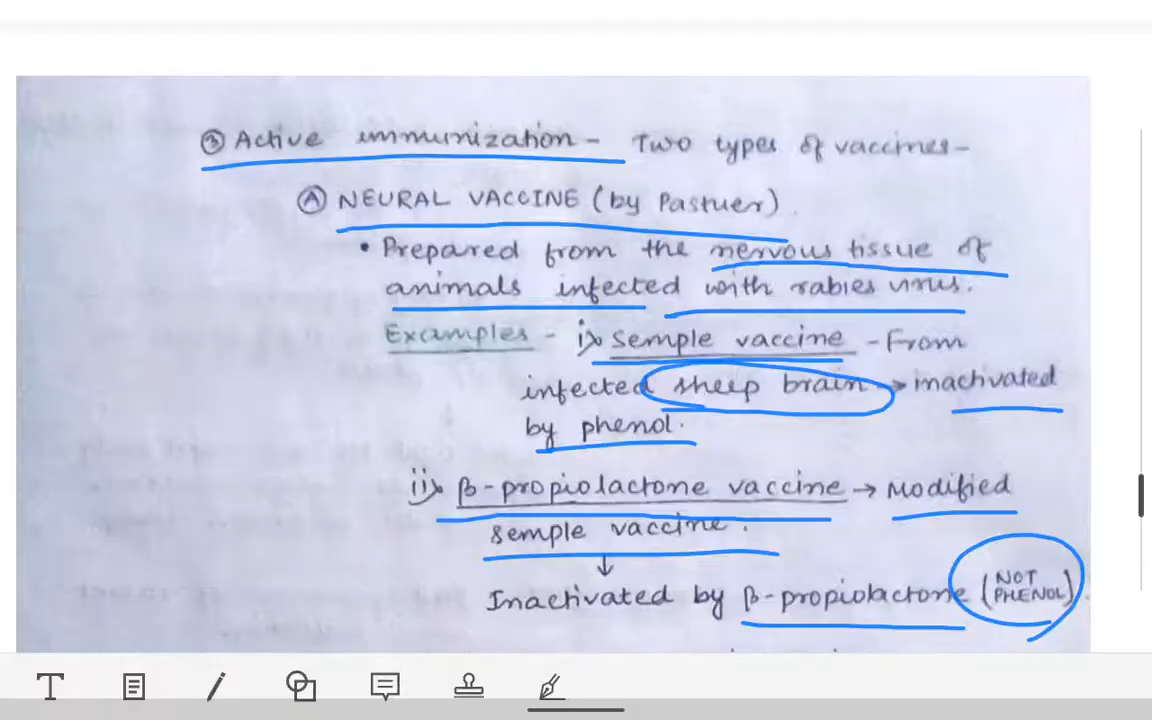 ③ Active immunization - Two types of vaccines-
Ⓐ NEURAL VACCINE (by Pastuer).
• Prepared from the nervous tissue of
animals infected with rabies virus.
Examples - i) Semple vaccine - From
infected sheep brain → inactivated
by phenol.
ii) β-propiolactone vaccine → Modified
semple vaccine.
↓
Inactivated by β-propiolactone (NOT PHENOL).